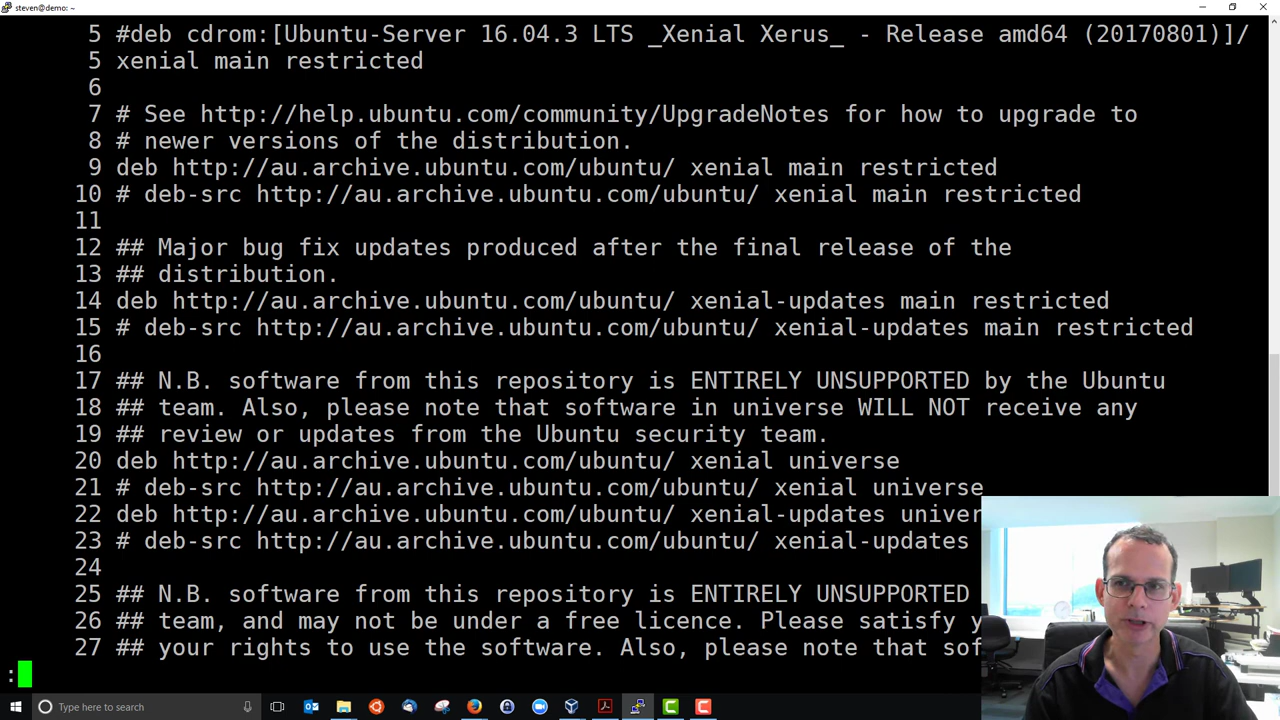 steven@demo: ~
5 #deb cdrom:[Ubuntu-Server 16.04.3 LTS _Xenial Xerus_ - Release amd64 (20170801)]/
5 xenial main restricted
6
7 # See http://help.ubuntu.com/community/UpgradeNotes for how to upgrade to
8 # newer versions of the distribution.
9 deb http://au.archive.ubuntu.com/ubuntu/ xenial main restricted
10 # deb-src http://au.archive.ubuntu.com/ubuntu/ xenial main restricted
11
12 ## Major bug fix updates produced after the final release of the
13 ## distribution.
14 deb http://au.archive.ubuntu.com/ubuntu/ xenial-updates main restricted
15 # deb-src http://au.archive.ubuntu.com/ubuntu/ xenial-updates main restricted
16
17 ## N.B. software from this repository is ENTIRELY UNSUPPORTED by the Ubuntu
18 ## team. Also, please note that software in universe WILL NOT receive any
19 ## review or updates from the Ubuntu security team.
20 deb http://au.archive.ubuntu.com/ubuntu/ xenial universe
21 # deb-src http://au.archive.ubuntu.com/ubuntu/ xenial universe
22 deb http://au.archive.ubuntu.com/ubuntu/ xenial-updates univer
23 # deb-src http://au.archive.ubuntu.com/ubuntu/ xenial-updates
24
25 ## N.B. software from this repository is ENTIRELY UNSUPPORTED
26 ## team, and may not be under a free licence. Please satisfy y
27 ## your rights to use the software. Also, please note that sof
:
Type here to search